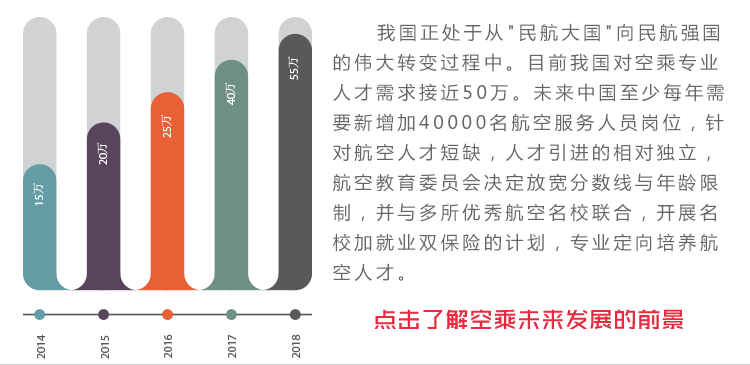 我国正处于从"民航大国"向民航强国
的伟大转变过程中。目前我国对空乘专业
人才需求接近50万。未来中国至少每年需
要新增加40000名航空服务人员岗位，针
对航空人才短缺，人才引进的相对独立，
航空教育委员会决定放宽分数线与年龄限
制，并与多所优秀航空名校联合，开展名
校加就业双保险的计划，专业定向培养航
空人才。
点击了解空乘未来发展的前景
15万
20万
25万
40万
55万
2014
2015
2016
2017
2018